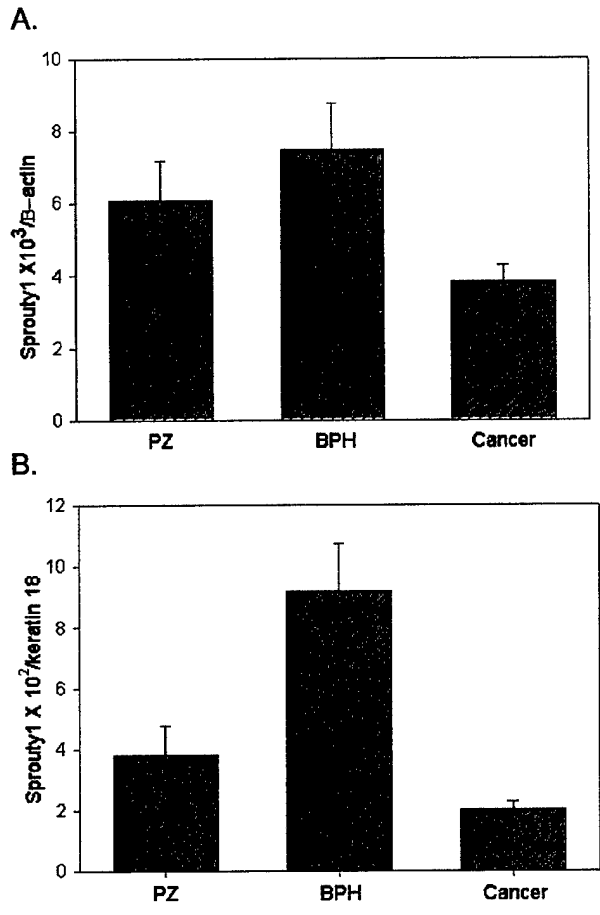 A.
10
8
6
4
2
0
Sprouty1 X10³/β-actin
PZ BPH Cancer
B.
12
10
8
6
4
2
0
Sprouty1 X 10²/keratin 18
PZ BPH Cancer